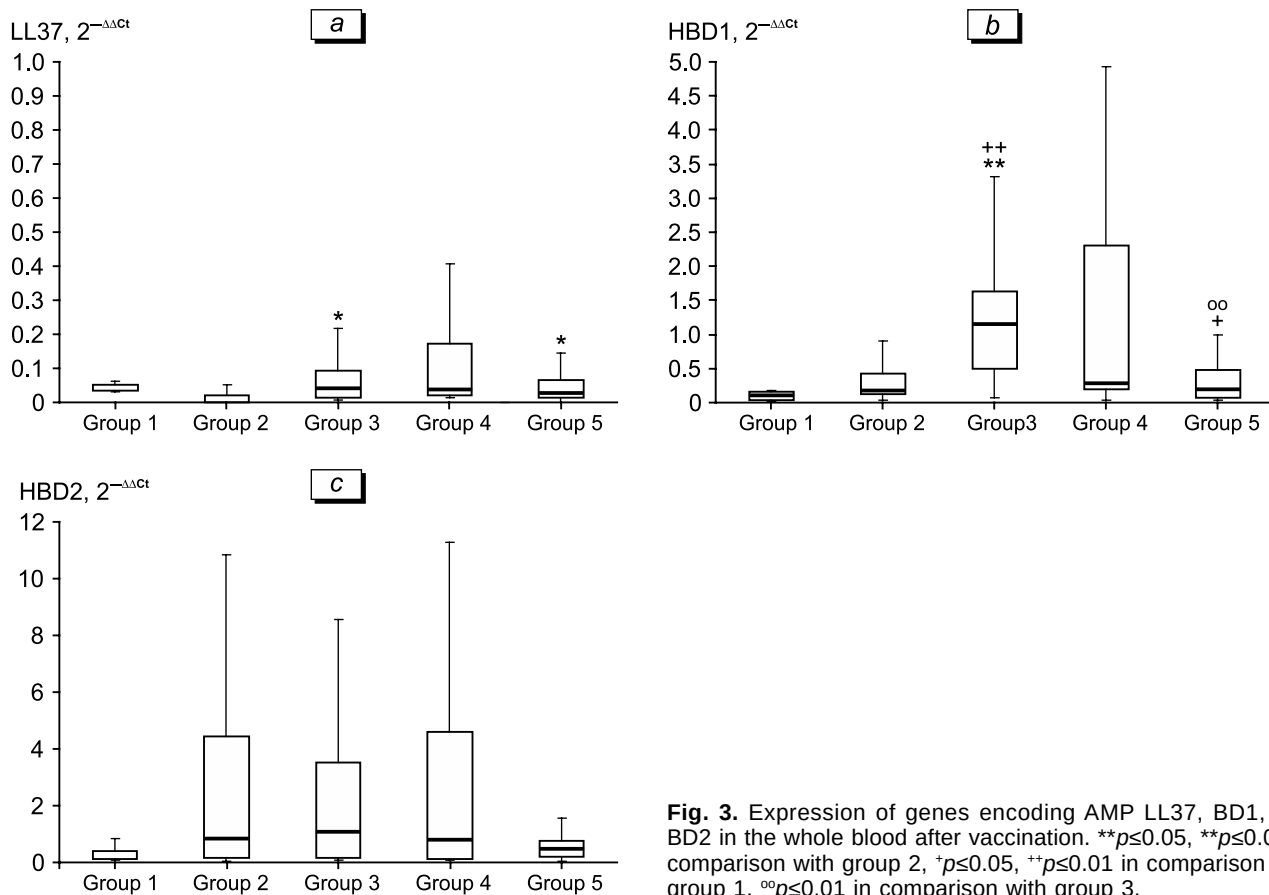 LL37, 2^–ΔΔCt
a
1.0
0.9
0.8
0.7
0.6
0.5
0.4
0.3
0.2
0.1
0
*
*
Group 1 Group 2 Group 3 Group 4 Group 5
HBD1, 2^–ΔΔCt
b
5.0
4.5
4.0
3.5
3.0
2.5
2.0
1.5
1.0
0.5
0
++
**
oo
+
Group 1 Group 2 Group3 Group 4 Group 5
HBD2, 2^–ΔΔCt
c
12
10
8
6
4
2
0
Group 1 Group 2 Group 3 Group 4 Group 5
Fig. 3. Expression of genes encoding AMP LL37, BD1,
BD2 in the whole blood after vaccination. **p≤0.05, **p≤0.0
comparison with group 2, +p≤0.05, ++p≤0.01 in comparison
group 1, oop≤0.01 in comparison with group 3.